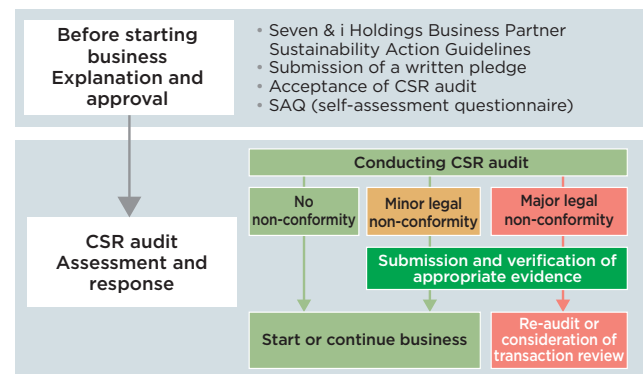 Before starting
business
Explanation and
approval
• Seven & i Holdings Business Partner
Sustainability Action Guidelines
• Submission of a written pledge
• Acceptance of CSR audit
• SAQ (self-assessment questionnaire)
CSR audit
Assessment and
response
Conducting CSR audit
No
non-conformity
Minor legal
non-conformity
Major legal
non-conformity
Submission and verification of
appropriate evidence
Start or continue business
Re-audit or
consideration of
transaction review